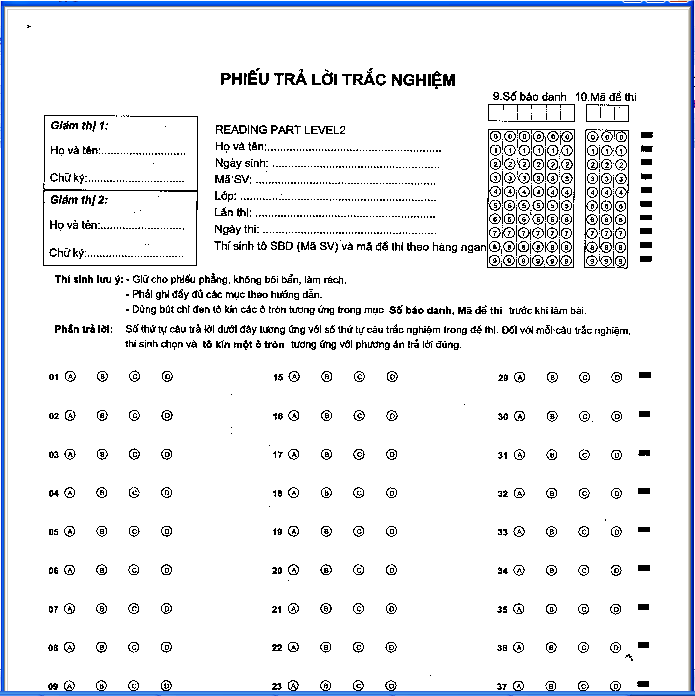 PHIẾU TRẢ LỜI TRẮC NGHIỆM
9.Số báo danh 10.Mã đề thi
Giám thị 1:
Họ và tên:
Chữ ký:
Giám thị 2:
Họ và tên:
Chữ ký:
READING PART LEVEL2
Họ và tên:
Ngày sinh:
Mã SV:
Lớp:
Lần thi:
Ngày thi:
Thí sinh tô SBD (Mã SV) và mã đề thi theo hàng ngan
0 0 0 0 0 0 0 0 0
1 1 1 1 1 1 1 1 1
2 2 2 2 2 2 2 2 2
3 3 3 3 3 3 3 3 3
4 4 4 4 4 4 4 4 4
5 5 5 5 5 5 5 5 5
6 6 6 6 6 6 6 6 6
7 7 7 7 7 7 7 7 7
8 8 8 8 8 8 8 8 8
9 9 9 9 9 9 9 9 9
Thí sinh lưu ý: - Giữ cho phiếu phẳng, không bôi bẩn, làm rách.
- Phải ghi đầy đủ các mục theo hướng dẫn.
- Dùng bút chì đen tô kín các ô tròn tương ứng trong mục Số báo danh, Mã đề thi trước khi làm bài.
Phần trả lời: Số thứ tự câu trả lời dưới đây tương ứng với số thứ tự câu trắc nghiệm trong đề thi. Đối với mỗi câu trắc nghiệm,
thí sinh chọn và tô kín một ô tròn tương ứng với phương án trả lời đúng.
01 A B C D 15 A B C D 29 A B C D
02 A B C D 16 A B C D 30 A B C D
03 A B C D 17 A B C D 31 A B C D
04 A B C D 18 A B C D 32 A B C D
05 A B C D 19 A B C D 33 A B C D
06 A B C D 20 A B C D 34 A B C D
07 A B C D 21 A B C D 35 A B C D
08 A B C D 22 A B C D 36 A B C D
09 A B C D 23 A B C D 37 A B C D